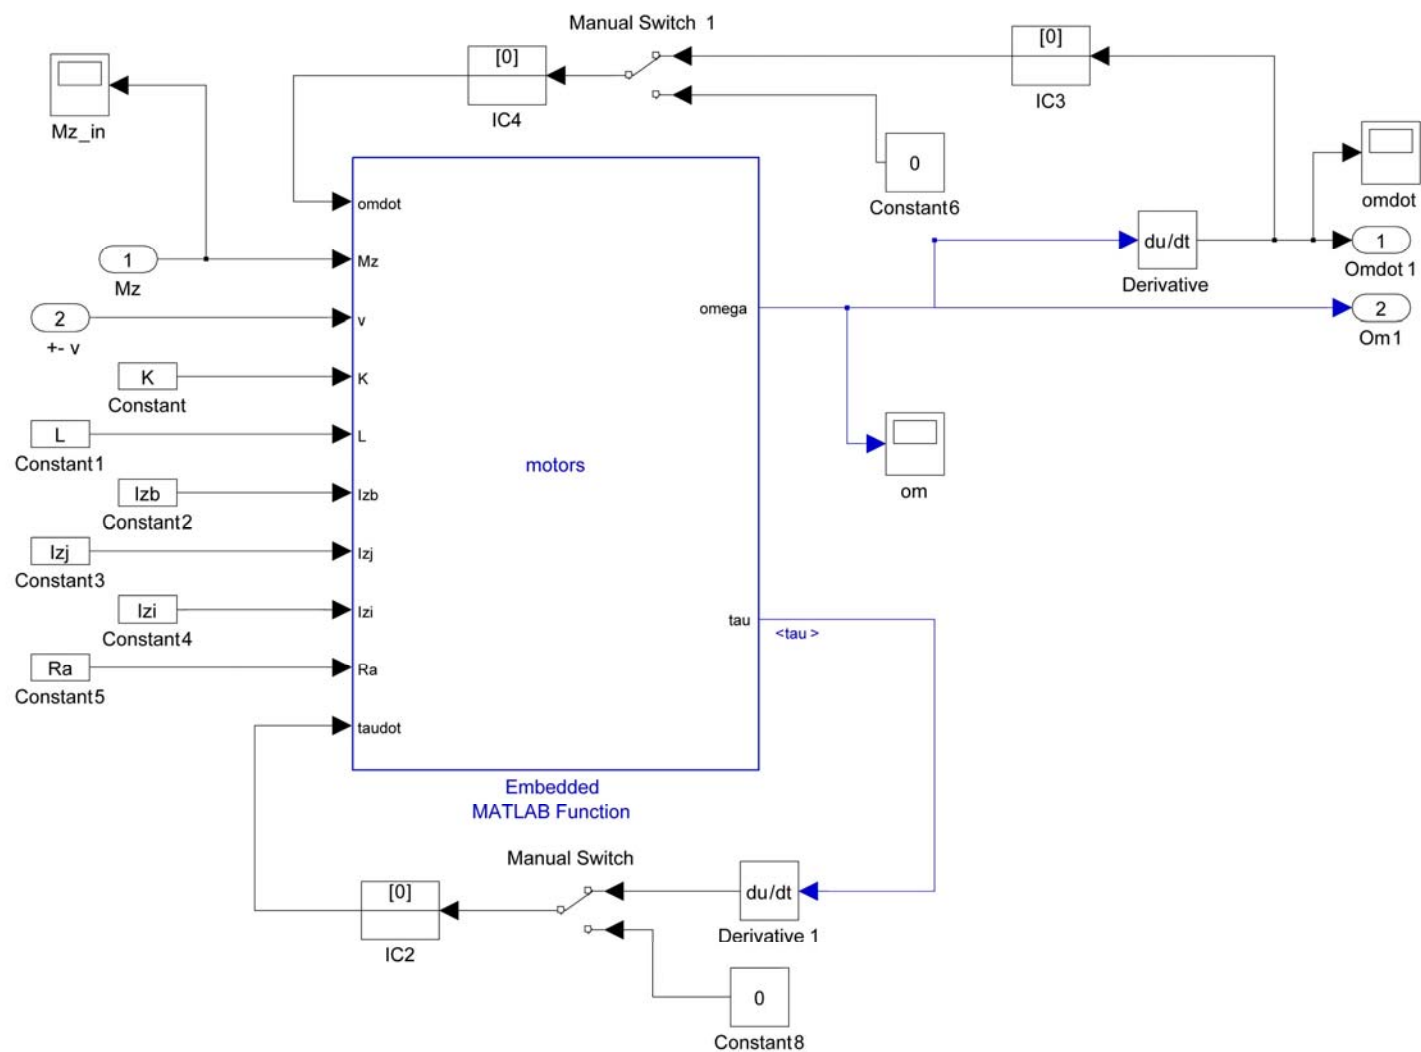 Manual Switch 1
[0]
[0]
IC4
IC3
Mz_in
0
Constant6
omdot
omdot
1
Mz
Mz
du/dt
Derivative
1
Omdot 1
2
+- v
v
omega
2
Om1
K
Constant
K
L
Constant1
L
om
motors
Izb
Constant2
Izb
Izj
Constant3
Izj
Izi
Constant4
Izi
tau
<tau>
Ra
Constant5
Ra
taudot
Embedded
MATLAB Function
Manual Switch
[0]
IC2
du/dt
Derivative 1
0
Constant8